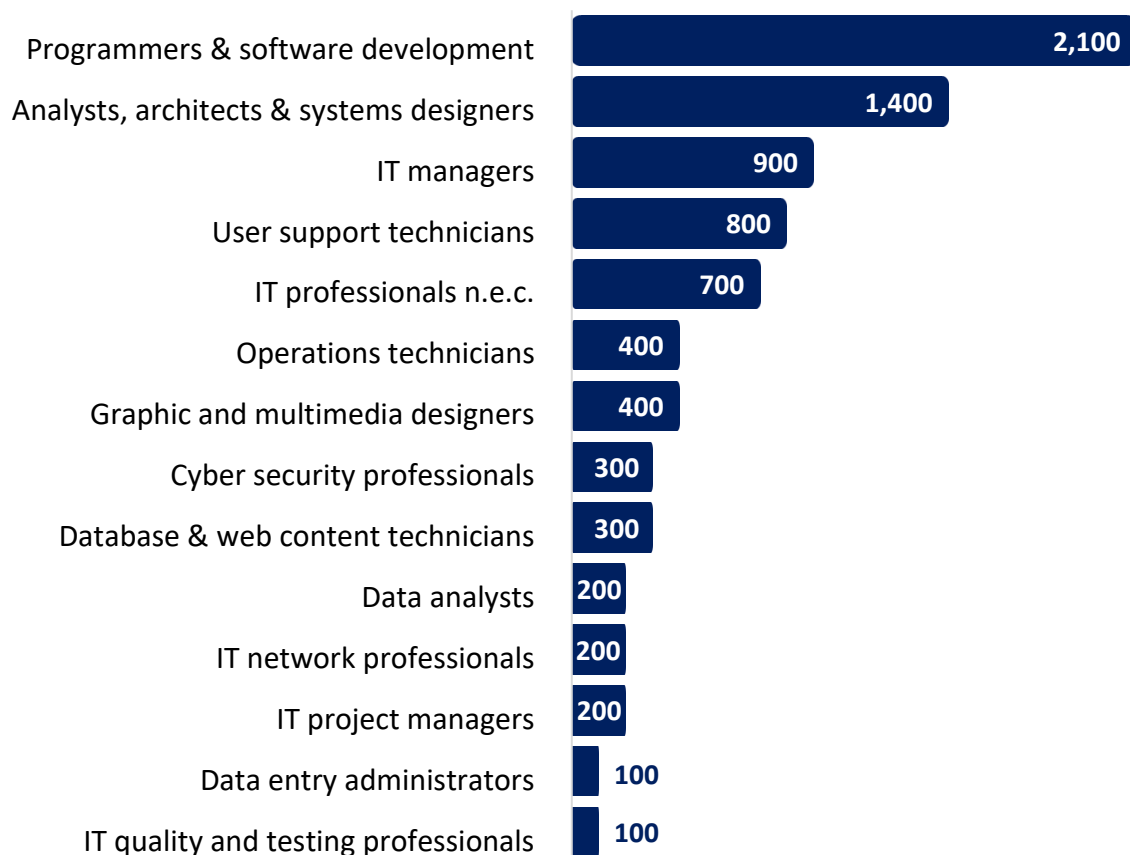 Programmers & software development 2,100
Analysts, architects & systems designers 1,400
IT managers 900
User support technicians 800
IT professionals n.e.c. 700
Operations technicians 400
Graphic and multimedia designers 400
Cyber security professionals 300
Database & web content technicians 300
Data analysts 200
IT network professionals 200
IT project managers 200
Data entry administrators 100
IT quality and testing professionals 100